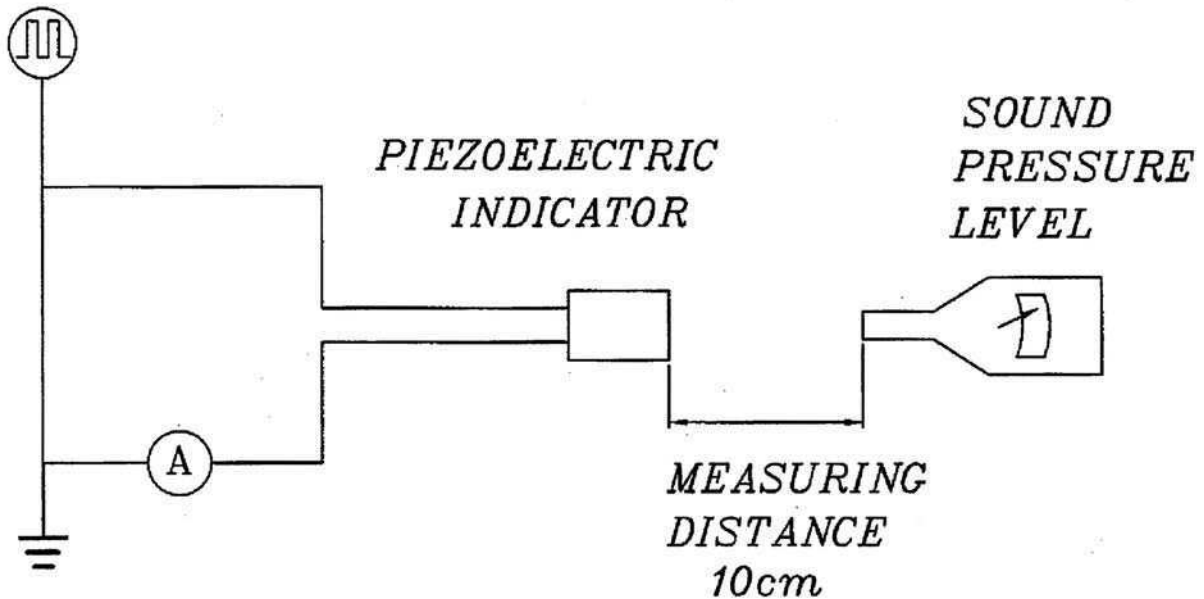 PIEZOELECTRIC
INDICATOR
SOUND
PRESSURE
LEVEL
A
MEASURING
DISTANCE
10cm